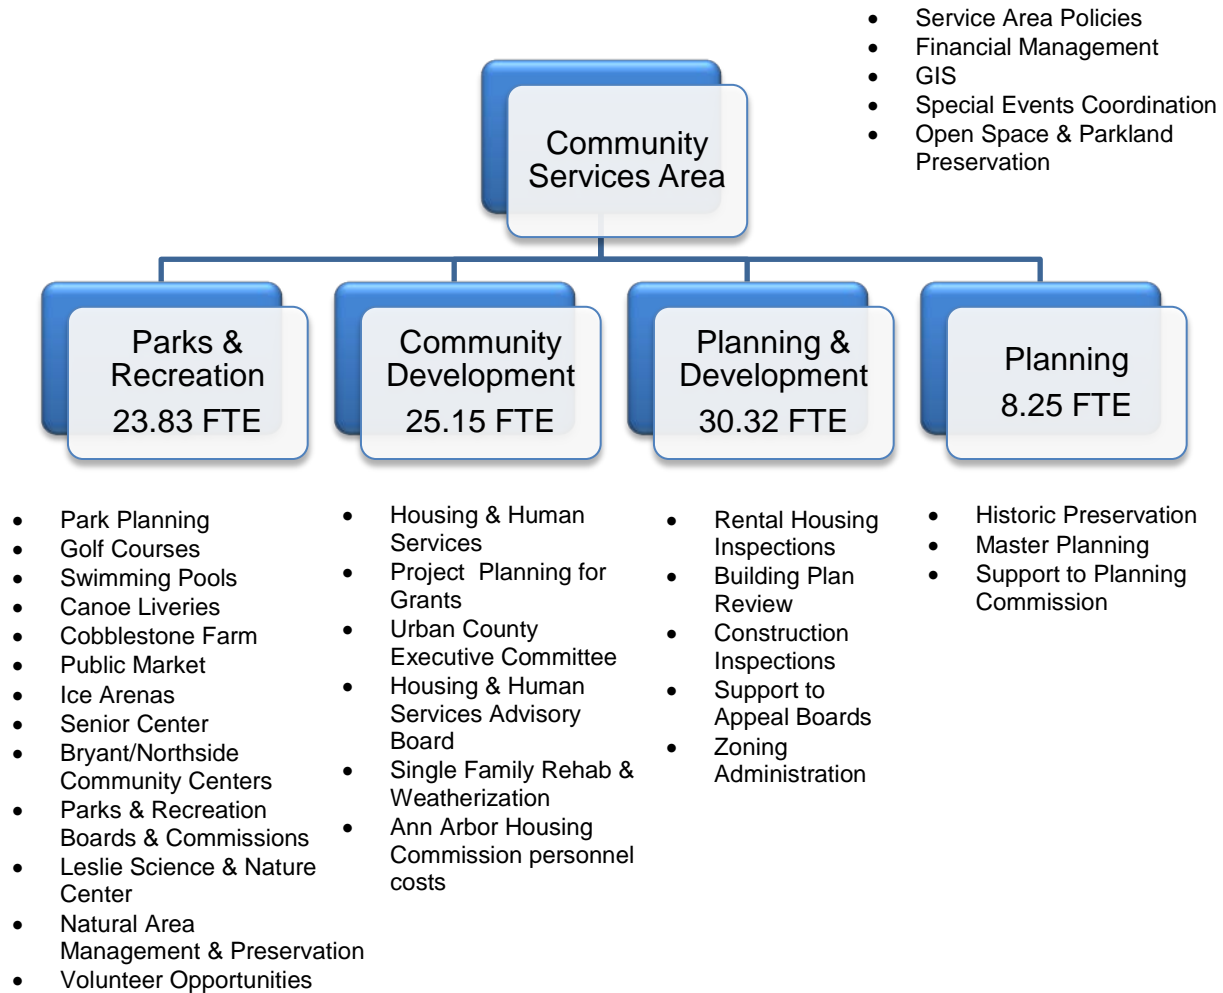 • Service Area Policies
• Financial Management
• GIS
• Special Events Coordination
• Open Space & Parkland
Preservation
Community
Services Area
Parks &
Recreation
23.83 FTE
Community
Development
25.15 FTE
Planning &
Development
30.32 FTE
Planning
8.25 FTE
• Park Planning
• Golf Courses
• Swimming Pools
• Canoe Liveries
• Cobblestone Farm
• Public Market
• Ice Arenas
• Senior Center
• Bryant/Northside
Community Centers
• Parks & Recreation
Boards & Commissions
• Leslie Science & Nature
Center
• Natural Area
Management & Preservation
• Volunteer Opportunities
• Housing & Human
Services
• Project Planning for
Grants
• Urban County
Executive Committee
• Housing & Human
Services Advisory
Board
• Single Family Rehab &
Weatherization
• Ann Arbor Housing
Commission personnel
costs
• Rental Housing
Inspections
• Building Plan
Review
• Construction
Inspections
• Support to
Appeal Boards
• Zoning
Administration
• Historic Preservation
• Master Planning
• Support to Planning
Commission